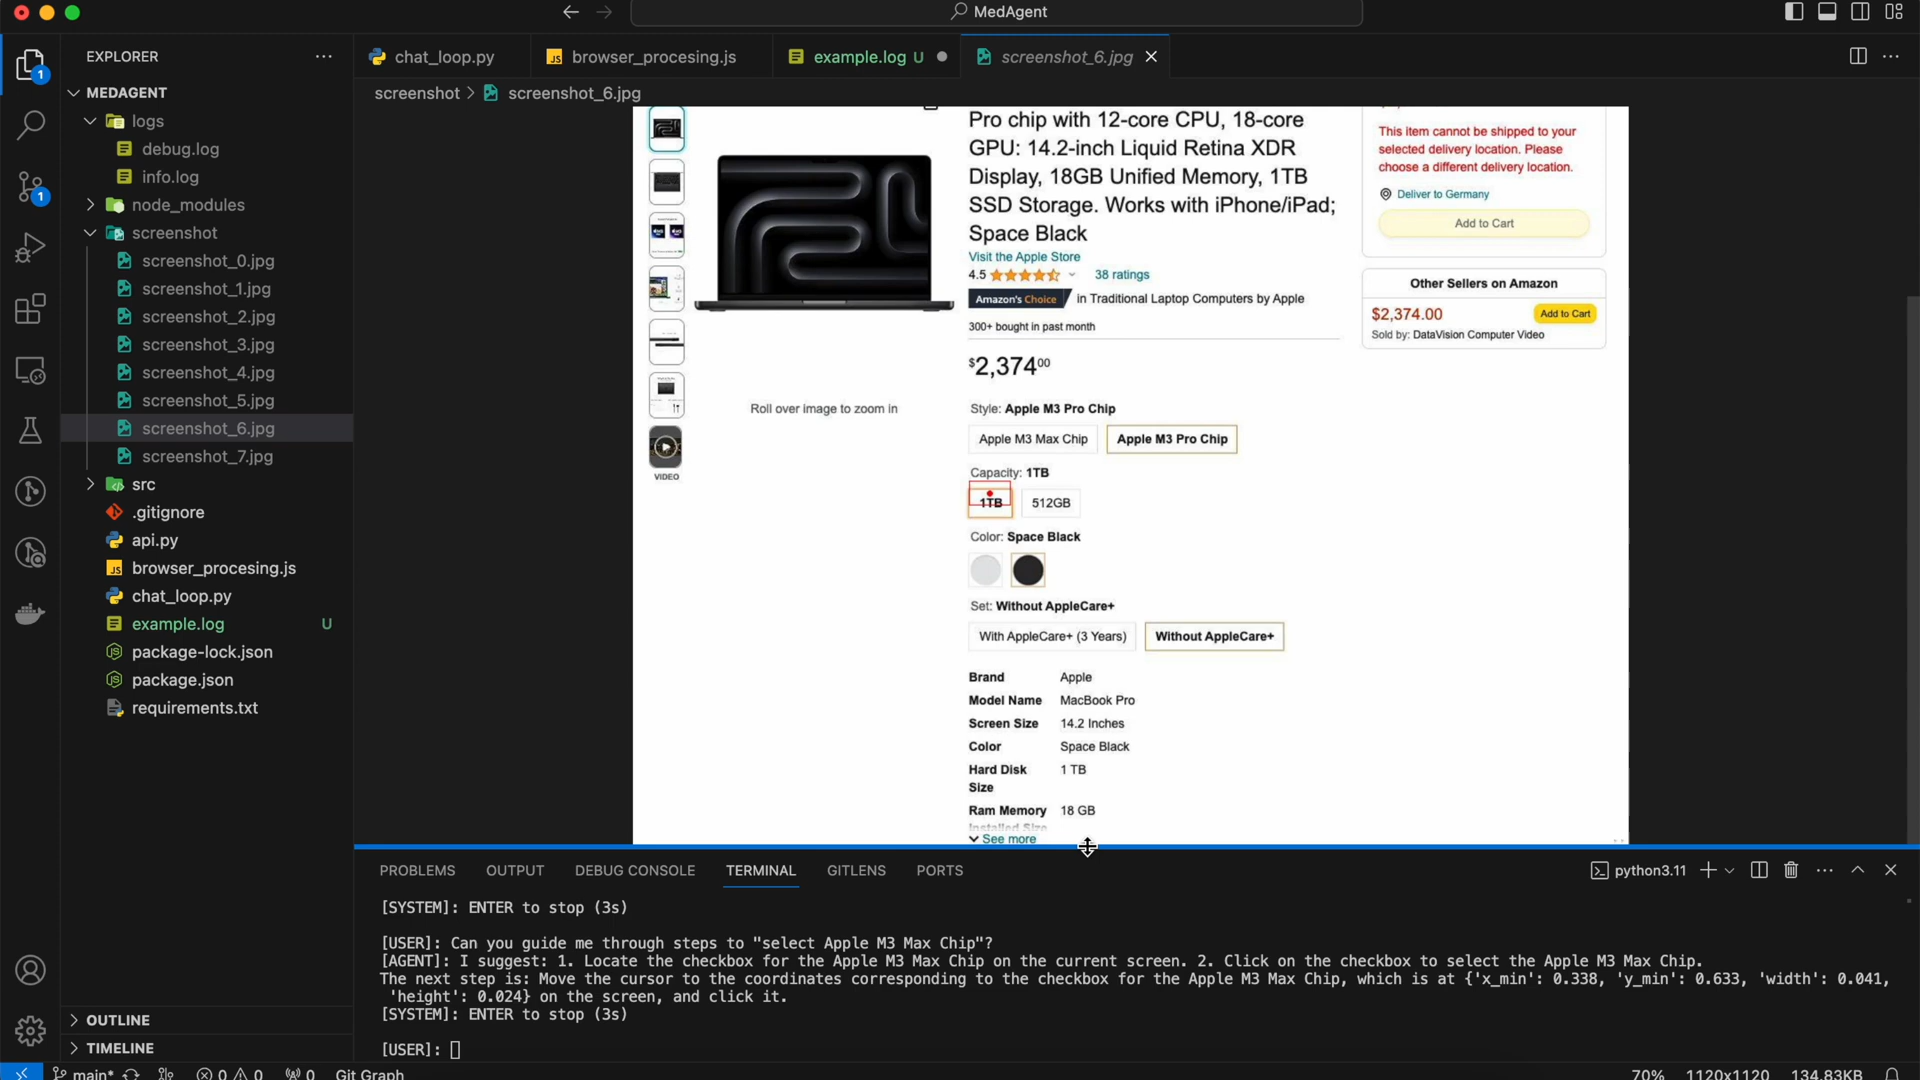 MedAgent
EXPLORER
chat_loop.py
browser_procesing.js
example.log U
screenshot_6.jpg
screenshot > screenshot_6.jpg
MEDAGENT
logs
debug.log
info.log
node_modules
screenshot
screenshot_0.jpg
screenshot_1.jpg
screenshot_2.jpg
screenshot_3.jpg
screenshot_4.jpg
screenshot_5.jpg
screenshot_6.jpg
screenshot_7.jpg
src
.gitignore
api.py
browser_procesing.js
chat_loop.py
example.log U
package-lock.json
package.json
requirements.txt
OUTLINE
TIMELINE
1
1
Pro chip with 12-core CPU, 18-core
GPU: 14.2-inch Liquid Retina XDR
Display, 18GB Unified Memory, 1TB
SSD Storage. Works with iPhone/iPad;
Space Black
Visit the Apple Store
4.5 38 ratings
Amazon's Choice in Traditional Laptop Computers by Apple
300+ bought in past month
$2,37400
Roll over image to zoom in
VIDEO
Style: Apple M3 Pro Chip
Apple M3 Max Chip Apple M3 Pro Chip
Capacity: 1TB
1TB 512GB
Color: Space Black
Set: Without AppleCare+
With AppleCare+ (3 Years) Without AppleCare+
Brand Apple
Model Name MacBook Pro
Screen Size 14.2 Inches
Color Space Black
Hard Disk 1 TB
Size
Ram Memory 18 GB
Installed Size
See more
This item cannot be shipped to your
selected delivery location. Please
choose a different delivery location.
Deliver to Germany
Add to Cart
Other Sellers on Amazon
$2,374.00 Add to Cart
Sold by: DataVision Computer Video
PROBLEMS OUTPUT DEBUG CONSOLE TERMINAL GITLENS PORTS
python3.11
[SYSTEM]: ENTER to stop (3s)
[USER]: Can you guide me through steps to "select Apple M3 Max Chip"?
[AGENT]: I suggest: 1. Locate the checkbox for the Apple M3 Max Chip on the current screen. 2. Click on the checkbox to select the Apple M3 Max Chip.
The next step is: Move the cursor to the coordinates corresponding to the checkbox for the Apple M3 Max Chip, which is at {'x_min': 0.338, 'y_min': 0.633, 'width': 0.041,
'height': 0.024} on the screen, and click it.
[SYSTEM]: ENTER to stop (3s)
[USER]:
main* 0 0 0 Git Graph
70% 1120x1120 134.83KB